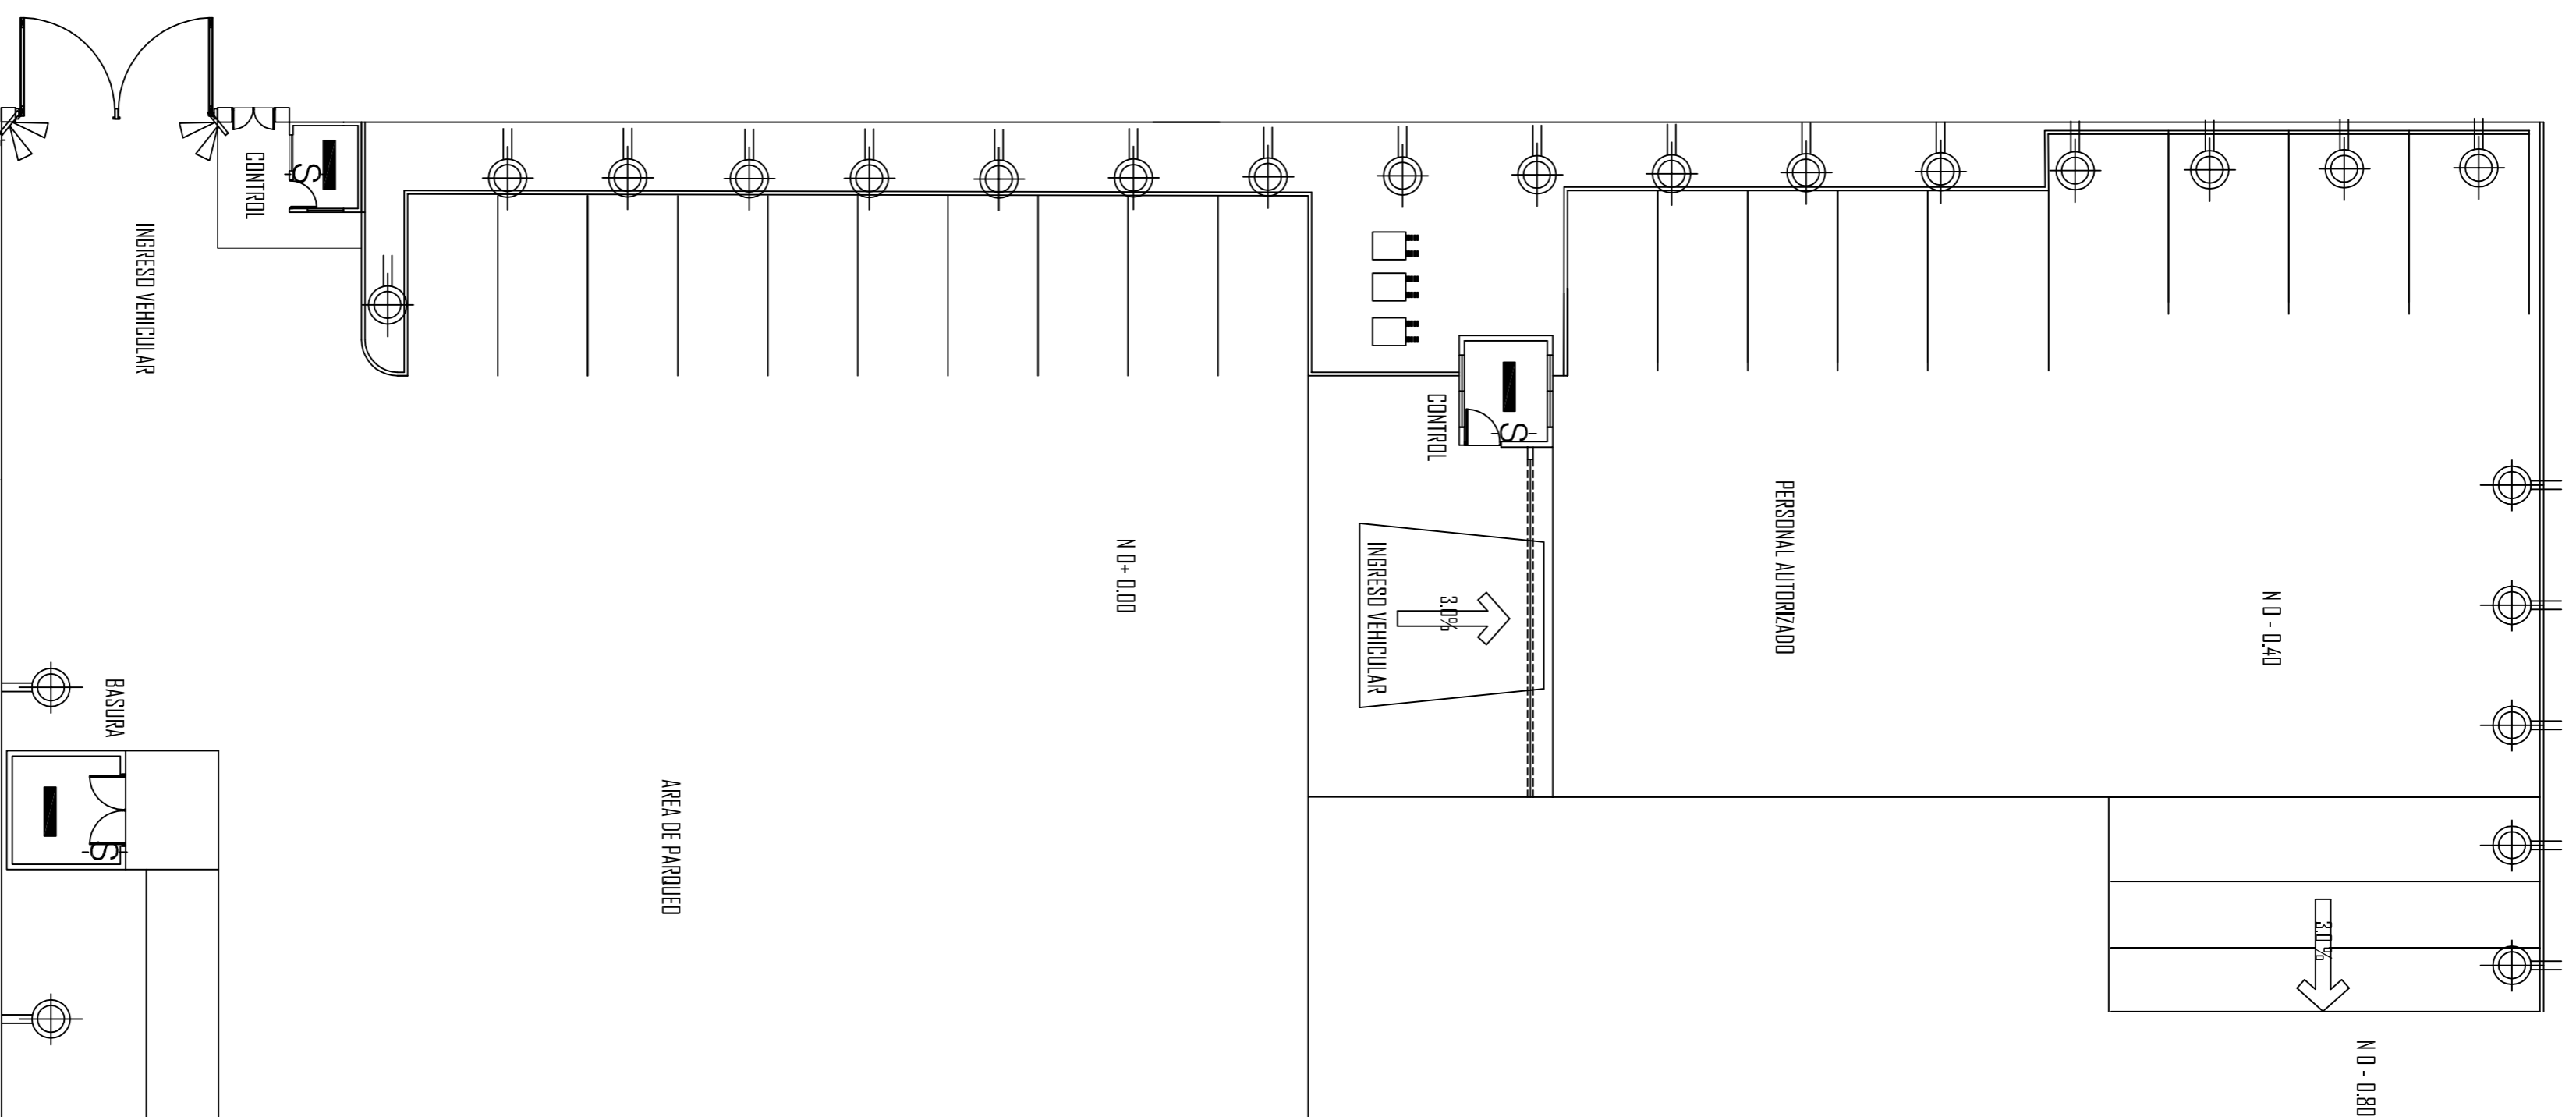 INGRESO VEHICULAR
CONTROL
S
BASURA
S
AREA DE PARQUEO
N 0+ 0.00
CONTROL
S
INGRESO VEHICULAR
3.0%
PERSONAL AUTORIZADO
N 0 - 0.40
3.0%
N 0 - 0.80